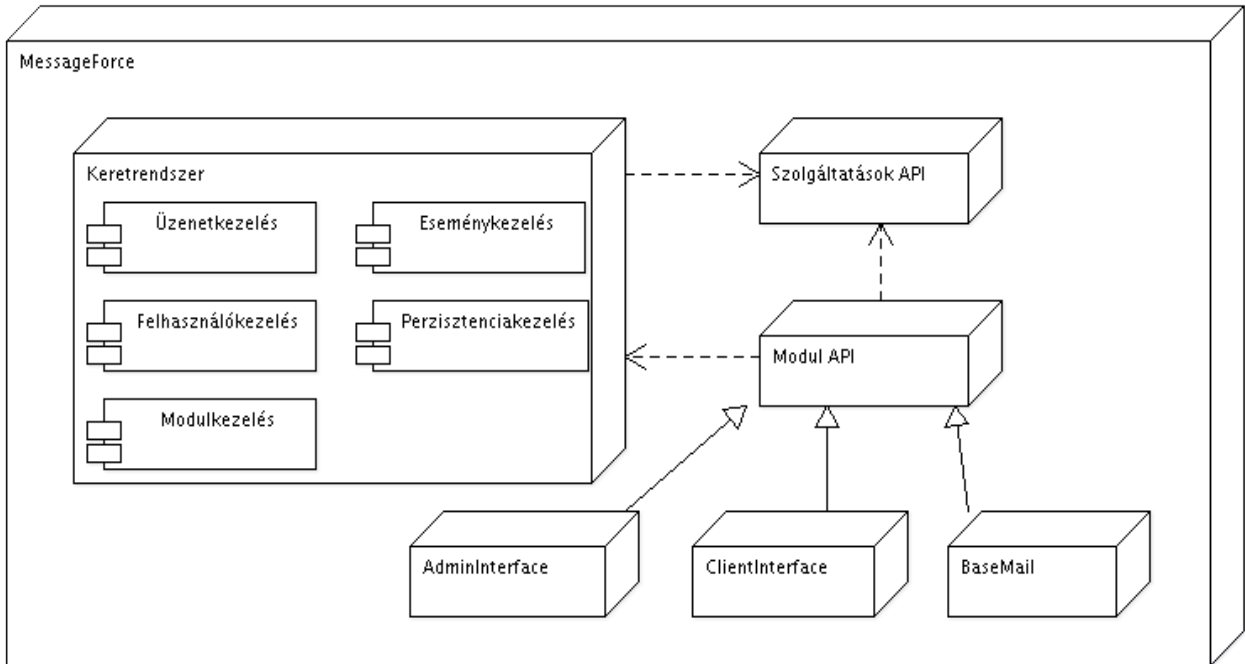 MessageForce
Keretrendszer
Üzenetkezelés
Eseménykezelés
Felhasználókezelés
Perzisztenciakezelés
Modulkezelés
Szolgáltatások API
Modul API
AdminInterface
ClientInterface
BaseMail